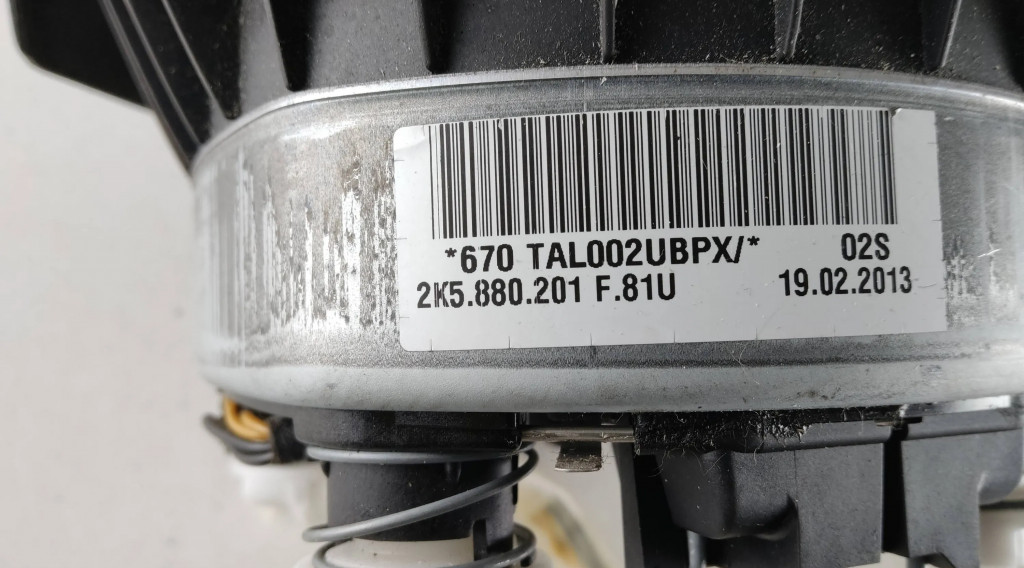 *670 TAL002UBPX/* 02S
2K5.880.201 F.81U 19.02.2013